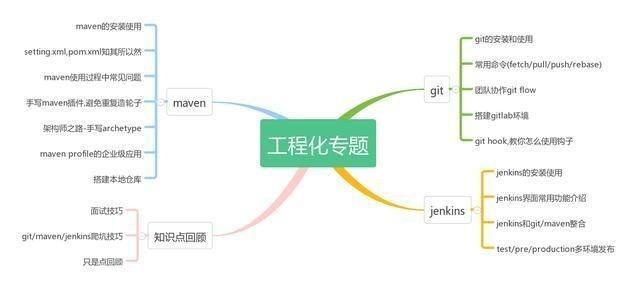 工程化专题
maven
maven的安装使用
setting.xml,pom.xml知其所以然
maven使用过程中常见问题
手写maven插件,避免重复造轮子
架构师之路-手写archetype
maven profile的企业级应用
搭建本地仓库
知识点回顾
面试技巧
git/maven/jenkins爬坑技巧
只是点回顾
git
git的安装和使用
常用命令(fetch/pull/push/rebase)
团队协作git flow
搭建gitlab环境
git hook,教你怎么使用钩子
jenkins
jenkins的安装使用
jenkins界面常用功能介绍
jenkins和git/maven整合
test/pre/production多环境发布